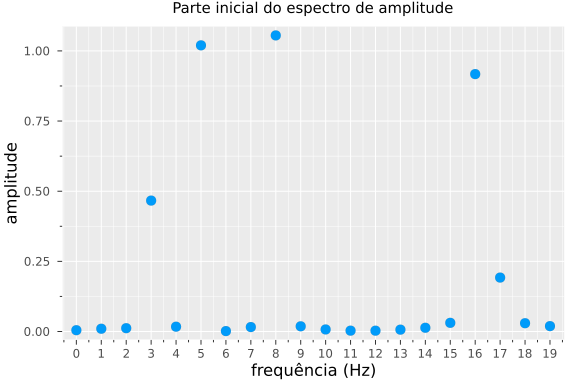 Parte inicial do espectro de amplitude
1.00
0.75
0.50
0.25
0.00
amplitude
0 1 2 3 4 5 6 7 8 9 10 11 12 13 14 15 16 17 18 19
frequência (Hz)